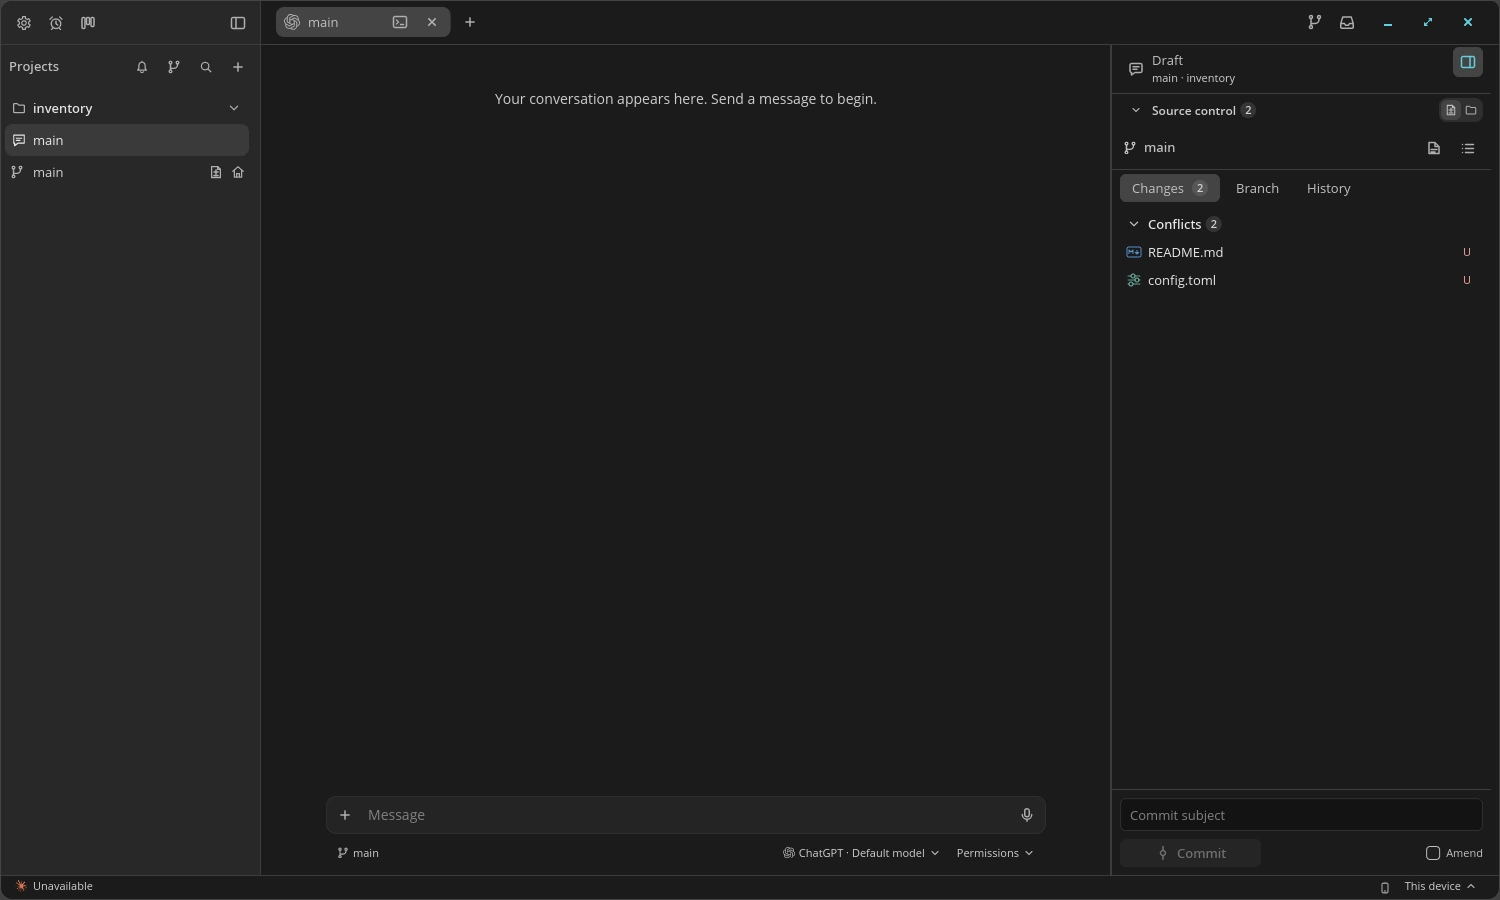 main
Projects
inventory
main
main
Your conversation appears here. Send a message to begin.
Draft
main · inventory
Source control 2
main
Changes 2 Branch History
Conflicts 2
README.md U
config.toml U
Message
main ChatGPT · Default model Permissions
Commit subject
Commit Amend
Unavailable This device